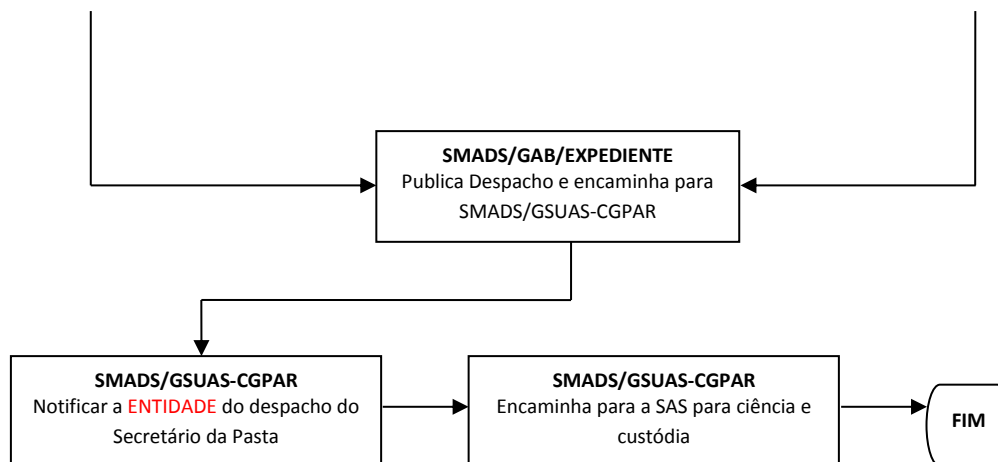 SMADS/GAB/EXPEDIENTE
Publica Despacho e encaminha para
SMADS/GSUAS-CGPAR
SMADS/GSUAS-CGPAR
Notificar a ENTIDADE do despacho do
Secretário da Pasta
SMADS/GSUAS-CGPAR
Encaminha para a SAS para ciência e
custódia
FIM